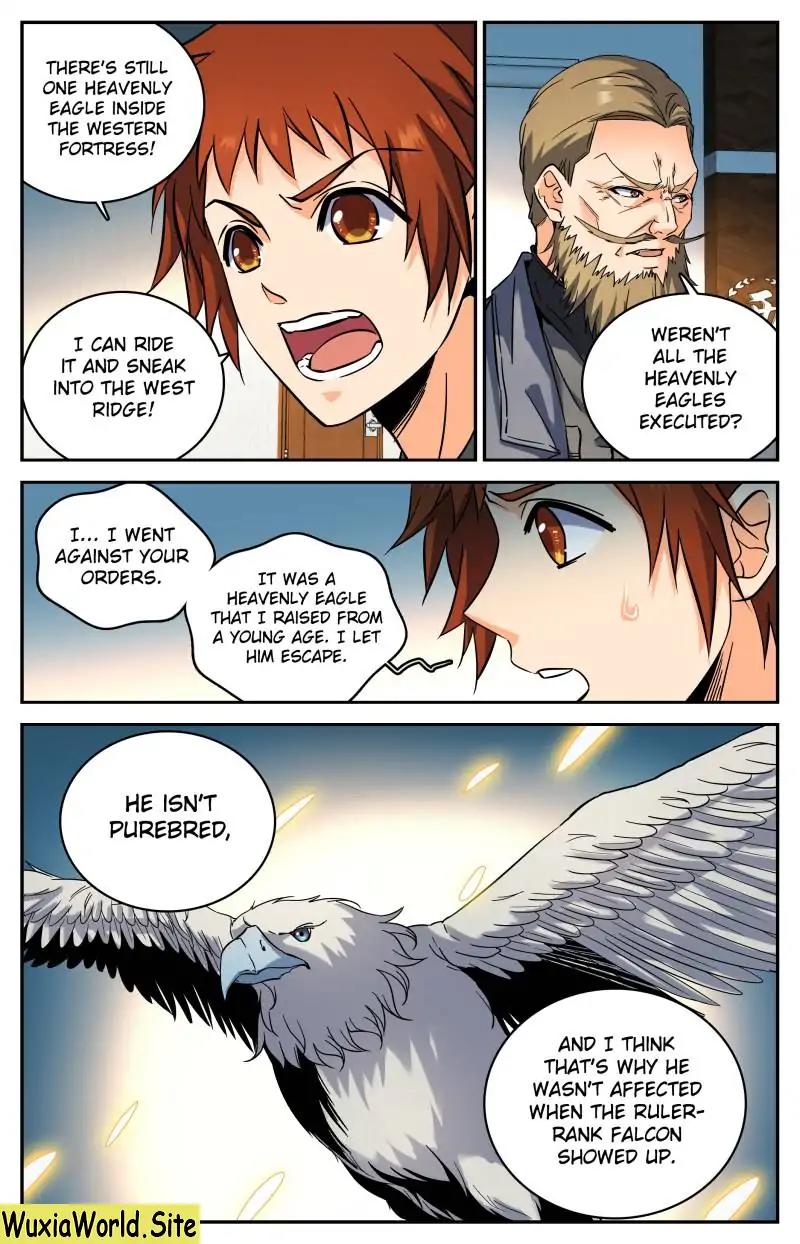 THERE'S STILL
ONE HEAVENLY
EAGLE INSIDE
THE WESTERN
FORTRESS!
I CAN RIDE
IT AND SNEAK
INTO THE WEST
RIDGE!
WEREN'T
ALL THE
HEAVENLY
EAGLES
EXECUTED?
I... I WENT
AGAINST YOUR
ORDERS.
IT WAS A
HEAVENLY EAGLE
THAT I RAISED FROM
A YOUNG AGE. I LET
HIM ESCAPE.
HE ISN'T
PUREBRED,
AND I THINK
THAT'S WHY HE
WASN'T AFFECTED
WHEN THE RULER-
RANK FALCON
SHOWED UP.
WuxiaWorld.Site